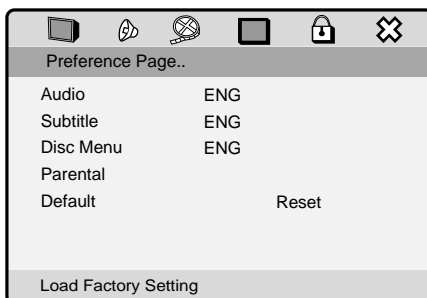 Preference Page..
Audio ENG
Subtitle ENG
Disc Menu ENG
Parental
Default Reset
Load Factory Setting